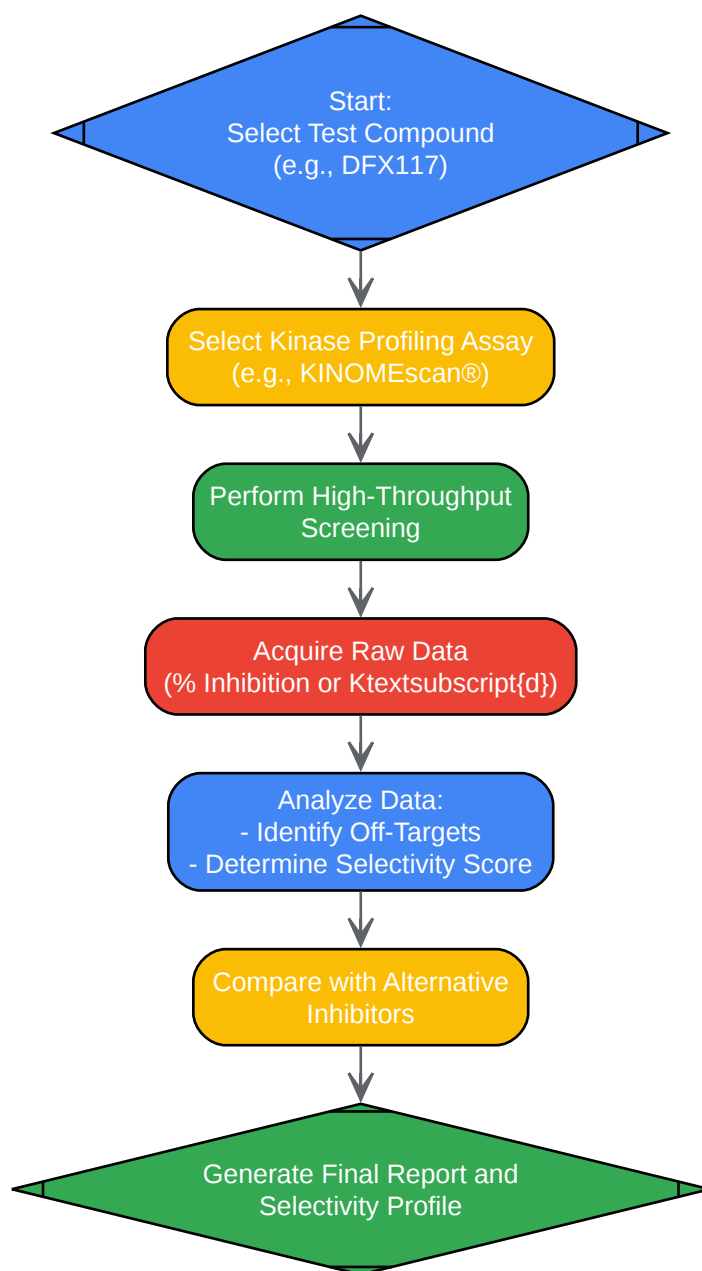 Start:
Select Test Compound
(e.g., DFX117)
Select Kinase Profiling Assay
(e.g., KINOMEscan®)
Perform High-Throughput
Screening
Acquire Raw Data
(% Inhibition or Ktextsubscript{d})
Analyze Data:
- Identify Off-Targets
- Determine Selectivity Score
Compare with Alternative
Inhibitors
Generate Final Report and
Selectivity Profile